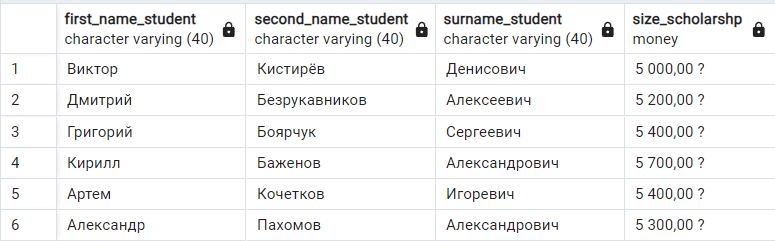 first_name_student second_name_student surname_student size_scholarshp
character varying (40) character varying (40) character varying (40) money
1 Виктор Кистирёв Денисович 5 000,00 ?
2 Дмитрий Безрукавников Алексеевич 5 200,00 ?
3 Григорий Боярчук Сергеевич 5 400,00 ?
4 Кирилл Баженов Александрович 5 700,00 ?
5 Артем Кочетков Игоревич 5 400,00 ?
6 Александр Пахомов Александрович 5 300,00 ?